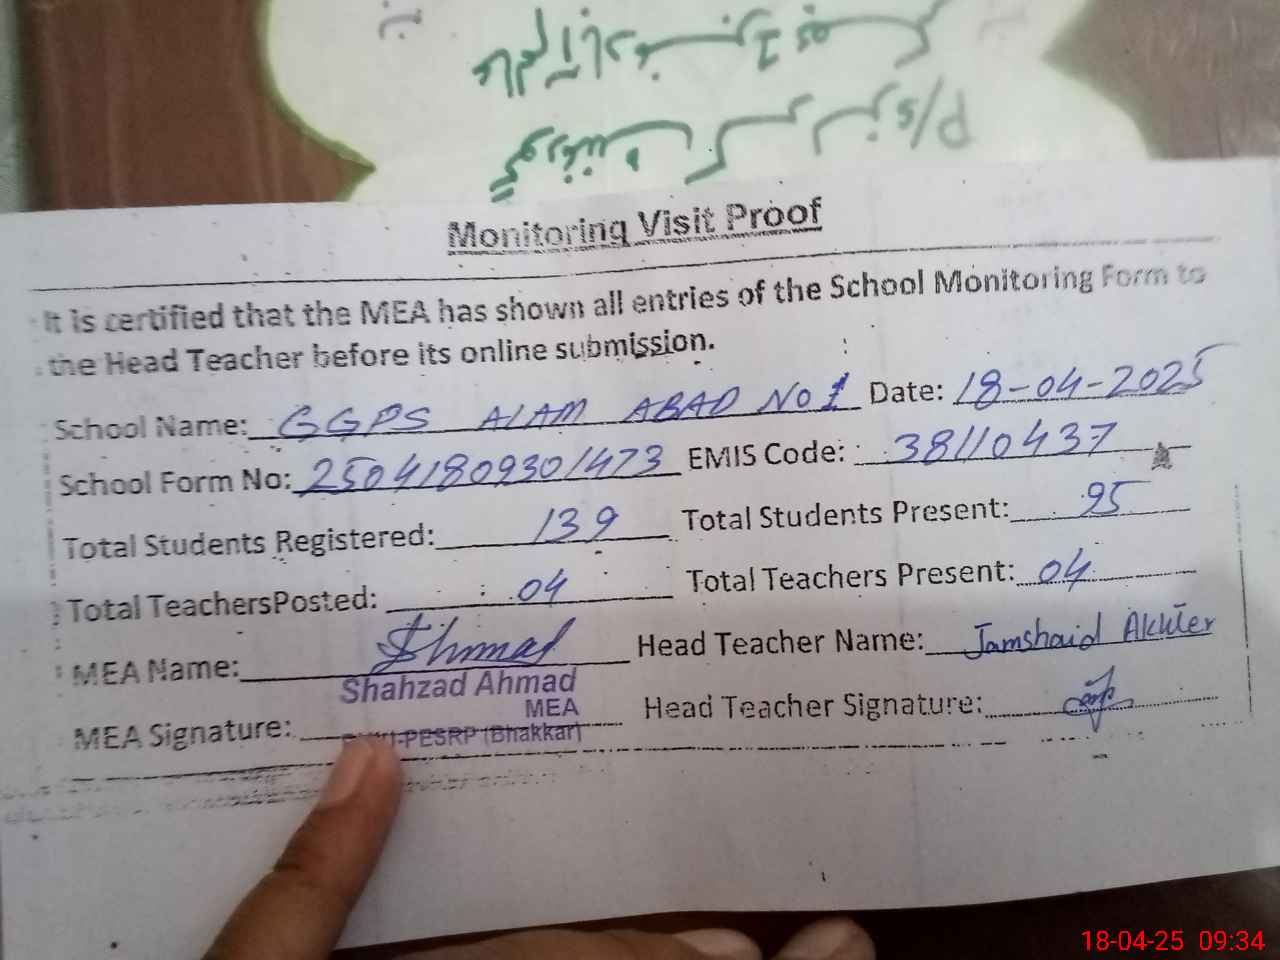 P/s
Monitoring Visit Proof
It is certified that the MEA has shown all entries of the School Monitoring Form to
the Head Teacher before its online submission.
School Name: GGPS ALAM ABAD NO 1 Date: 18-04-2025
School Form No: 25041809301473 EMIS Code: 38110437
Total Students Registered: 139 Total Students Present: 95
Total TeachersPosted: 04 Total Teachers Present: 04
MEA Name: Head Teacher Name: Jamshaid Akhter
Shahzad Ahmad
MEA
MEA Signature: Head Teacher Signature:
-PESRP (Bhakkar)
18-04-25 09:34